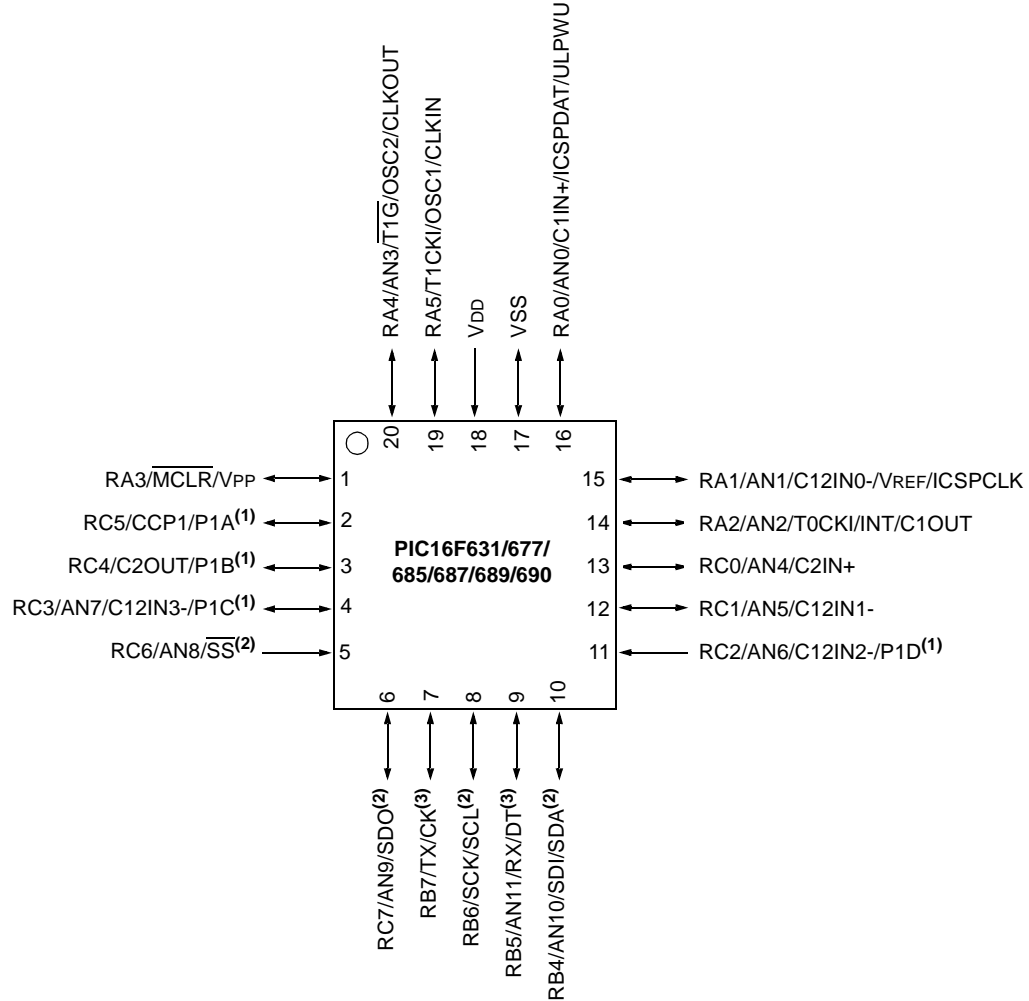 RA4/AN3/T1G/OSC2/CLKOUT
RA5/T1CKI/OSC1/CLKIN
VDD
VSS
RA0/AN0/C1IN+/ICSPDAT/ULPWU
20
19
18
17
16
RA3/MCLR/VPP
1
15
RA1/AN1/C12IN0-/VREF/ICSPCLK
RC5/CCP1/P1A(1)
2
14
RA2/AN2/T0CKI/INT/C1OUT
PIC16F631/677/
685/687/689/690
RC4/C2OUT/P1B(1)
3
13
RC0/AN4/C2IN+
RC3/AN7/C12IN3-/P1C(1)
4
12
RC1/AN5/C12IN1-
RC6/AN8/SS(2)
5
11
RC2/AN6/C12IN2-/P1D(1)
6
7
8
9
10
RC7/AN9/SDO(2)
RB7/TX/CK(3)
RB6/SCK/SCL(2)
RB5/AN11/RX/DT(3)
RB4/AN10/SDI/SDA(2)